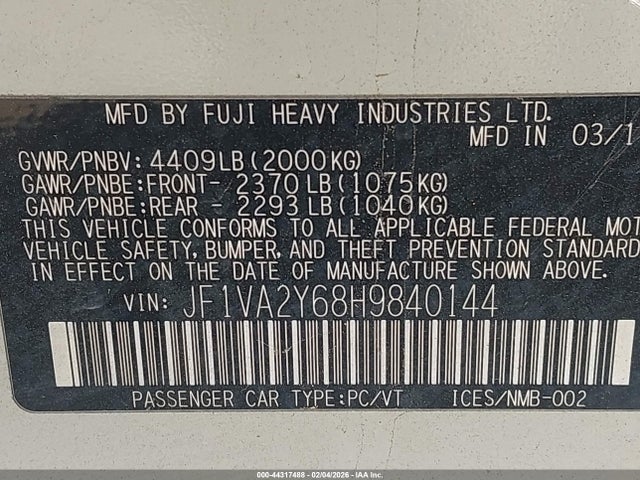 MFD BY FUJI HEAVY INDUSTRIES LTD.
MFD IN 03/1
GVWR/PNBV: 4409LB(2000KG)
GAWR/PNBE:FRONT- 2370 LB(1075KG)
GAWR/PNBE:REAR - 2293 LB(1040KG)
THIS VEHICLE CONFORMS TO ALL APPLICABLE FEDERAL MOT
VEHICLE SAFETY, BUMPER, AND THEFT PREVENTION STANDARD
IN EFFECT ON THE DATE OF MANUFACTURE SHOWN ABOVE.
VIN: JF1VA2Y68H9840144
PASSENGER CAR TYPE:PC/VT ICES/NMB-002
000-44317488 - 02/04/2026 - IAA Inc.